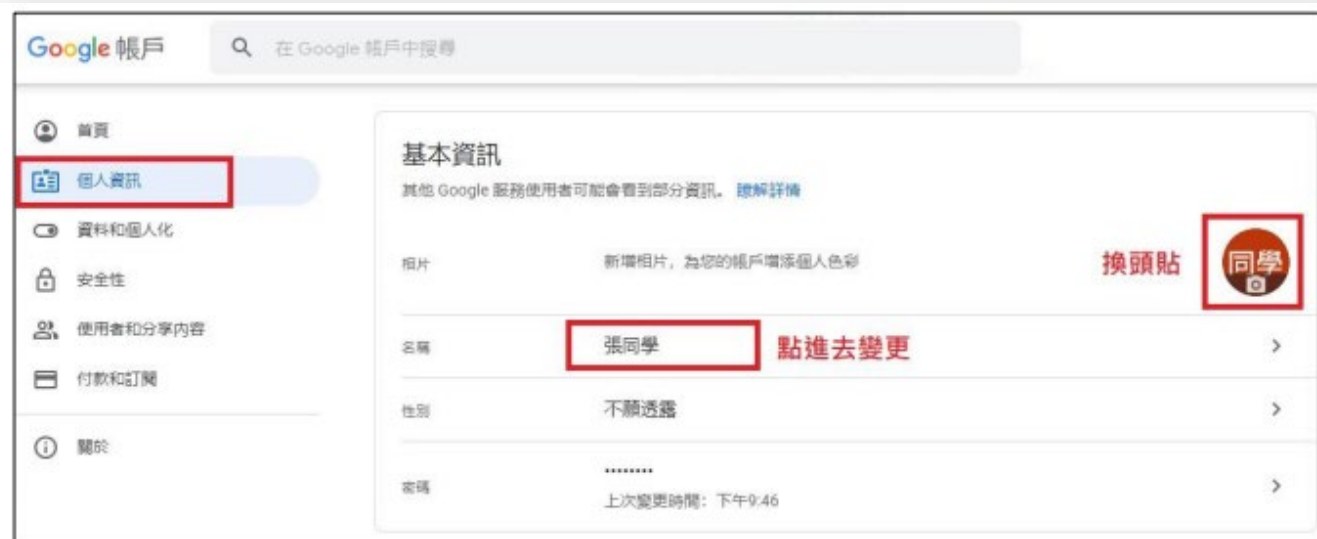 Google 帳戶
在 Google 帳戶中搜尋
首頁
個人資訊
資料和個人化
安全性
使用者和分享內容
付款和訂閱
關於
基本資訊
其他 Google 服務使用者可能會看到部分資訊。 瞭解詳情
相片 新增相片，為您的帳戶增添個人色彩 換頭貼 同學
名稱 張同學 點進去變更
性別 不願透露
密碼 ••••••••
上次變更時間：下午9:46